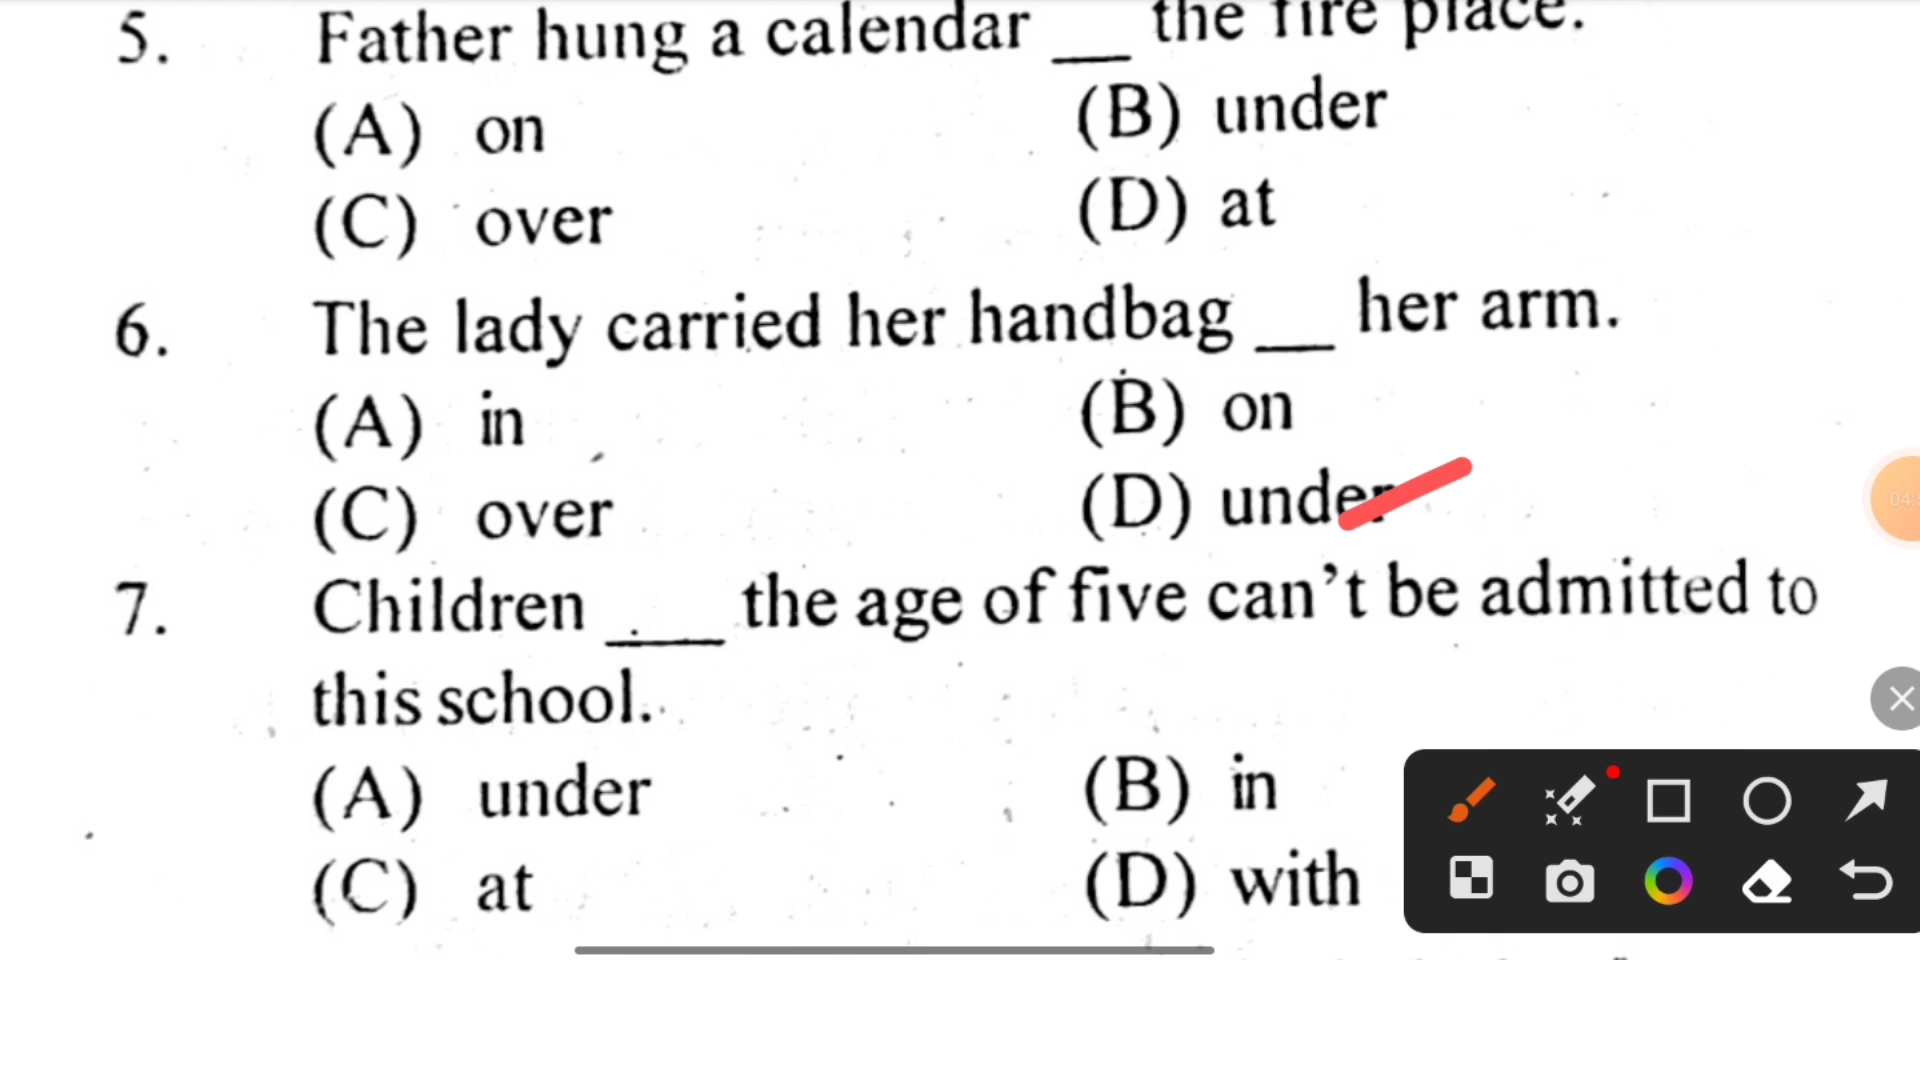 5. Father hung a calendar __ the fire place.
(A) on (B) under
(C) over (D) at
6. The lady carried her handbag __ her arm.
(A) in (B) on
(C) over (D) under
7. Children ___ the age of five can't be admitted to
this school.
(A) under (B) in
(C) at (D) with